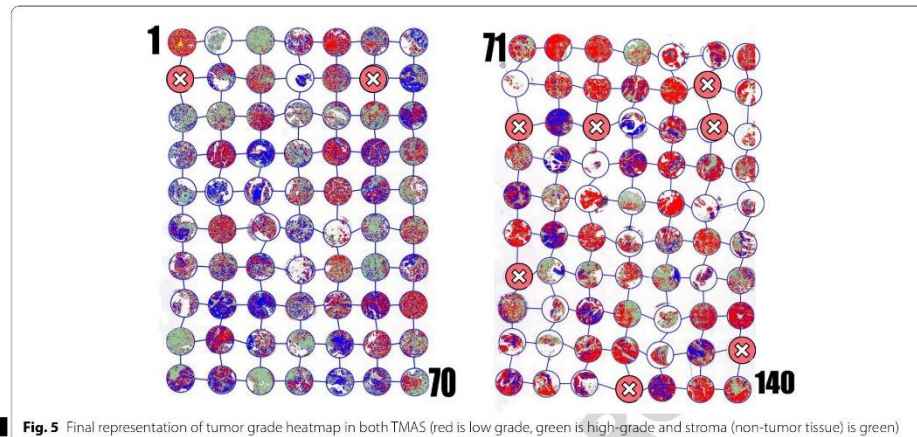 1
71
70
140
Fig. 5 Final representation of tumor grade heatmap in both TMAS (red is low grade, green is high-grade and stroma (non-tumor tissue) is green)